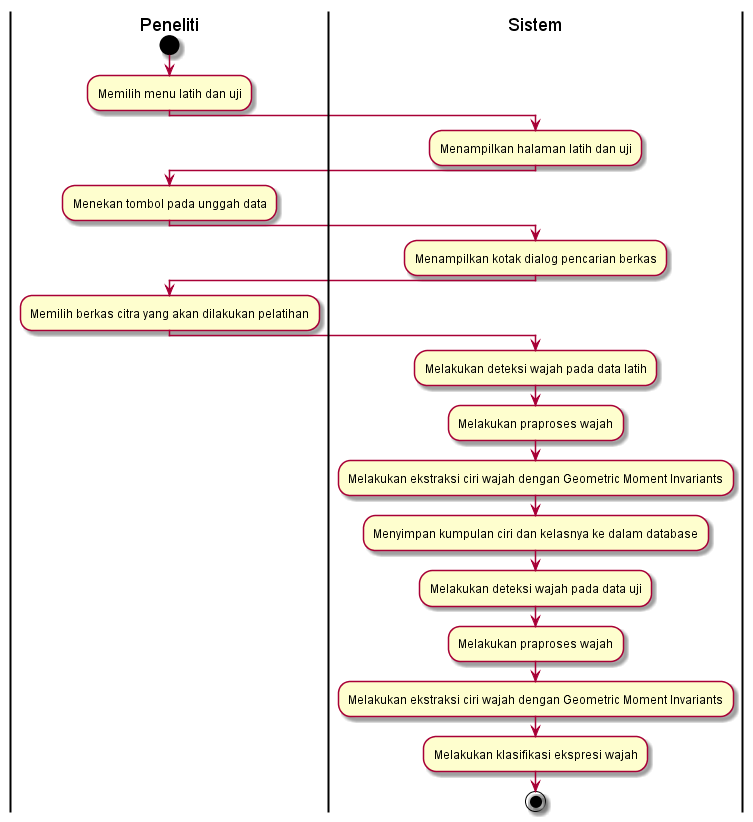 Peneliti
Sistem
Memilih menu latih dan uji
Menampilkan halaman latih dan uji
Menekan tombol pada unggah data
Menampilkan kotak dialog pencarian berkas
Memilih berkas citra yang akan dilakukan pelatihan
Melakukan deteksi wajah pada data latih
Melakukan praproses wajah
Melakukan ekstraksi ciri wajah dengan Geometric Moment Invariants
Menyimpan kumpulan ciri dan kelasnya ke dalam database
Melakukan deteksi wajah pada data uji
Melakukan praproses wajah
Melakukan ekstraksi ciri wajah dengan Geometric Moment Invariants
Melakukan klasifikasi ekspresi wajah